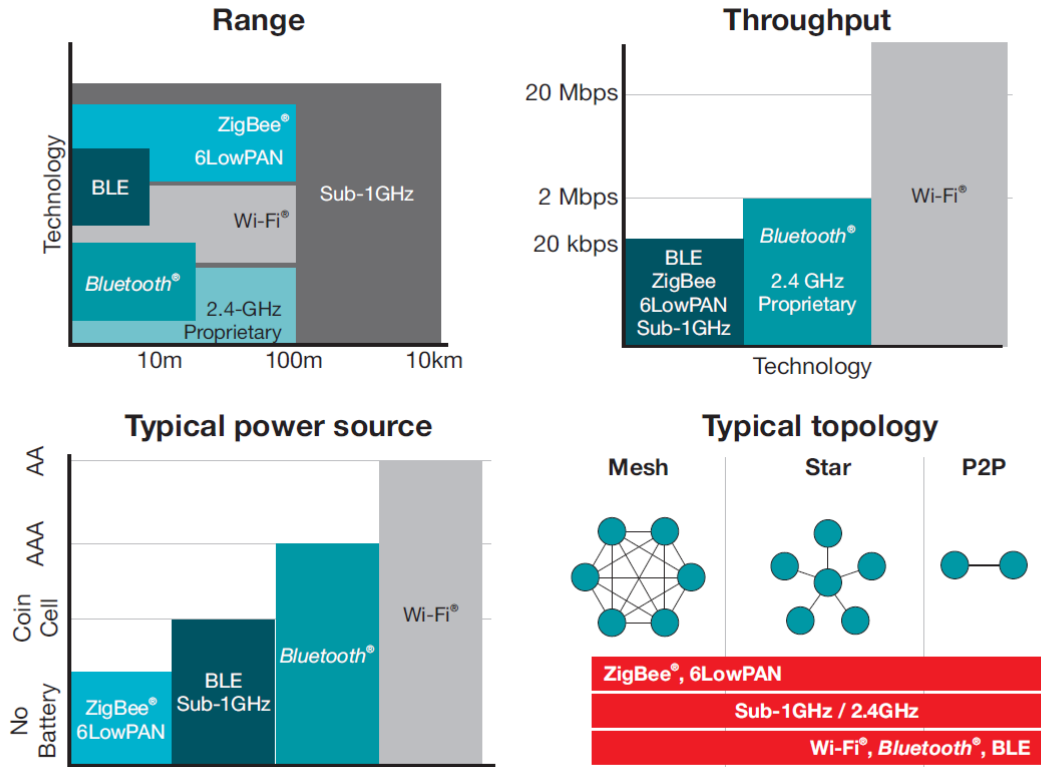 Range
Technology
ZigBee®
6LowPAN
BLE
Sub-1GHz
Wi-Fi®
Bluetooth®
2.4-GHz
Proprietary
10m
100m
10km
Throughput
20 Mbps
2 Mbps
20 kbps
Wi-Fi®
Bluetooth®
2.4 GHz
Proprietary
BLE
ZigBee
6LowPAN
Sub-1GHz
Technology
Typical power source
AA
AAA
Coin
Cell
No
Battery
ZigBee®
6LowPAN
BLE
Sub-1GHz
Bluetooth®
Wi-Fi®
Typical topology
Mesh
Star
P2P
ZigBee®, 6LowPAN
Sub-1GHz / 2.4GHz
Wi-Fi®, Bluetooth®, BLE